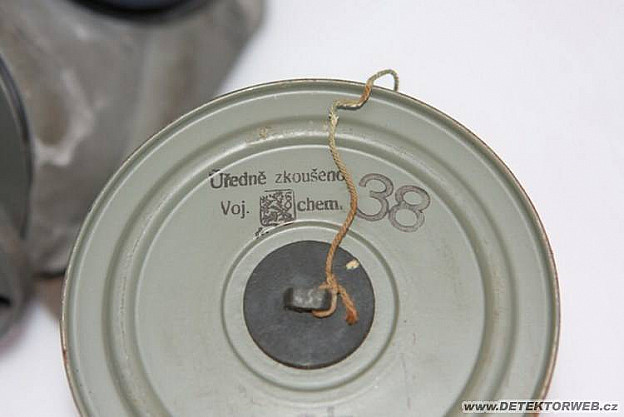 Úředně zkoušeno
Voj. chem. 38
www.DETEKTORWEB.cz